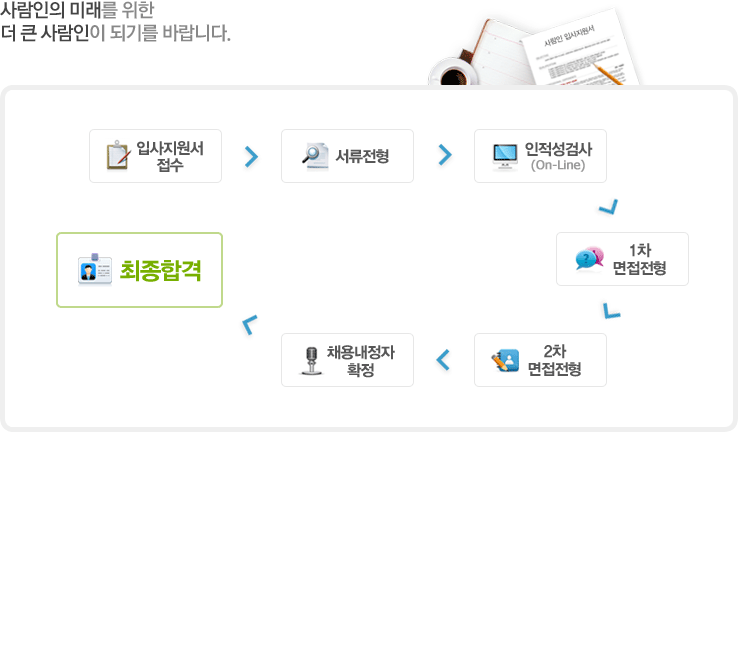 사람인의 미래를 위한
더 큰 사람인이 되기를 바랍니다.
사람인 입사지원서
입사지원서
접수
서류전형
인적성검사
(On-Line)
1차
면접전형
2차
면접전형
채용내정자
확정
최종합격